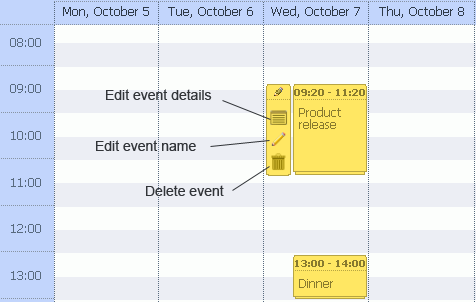 Mon, October 5 Tue, October 6 Wed, October 7 Thu, October 8
08:00
09:00
Edit event details
09:20 - 11:20
Product
release
10:00
Edit event name
11:00
Delete event
12:00
13:00 - 14:00
13:00
Dinner